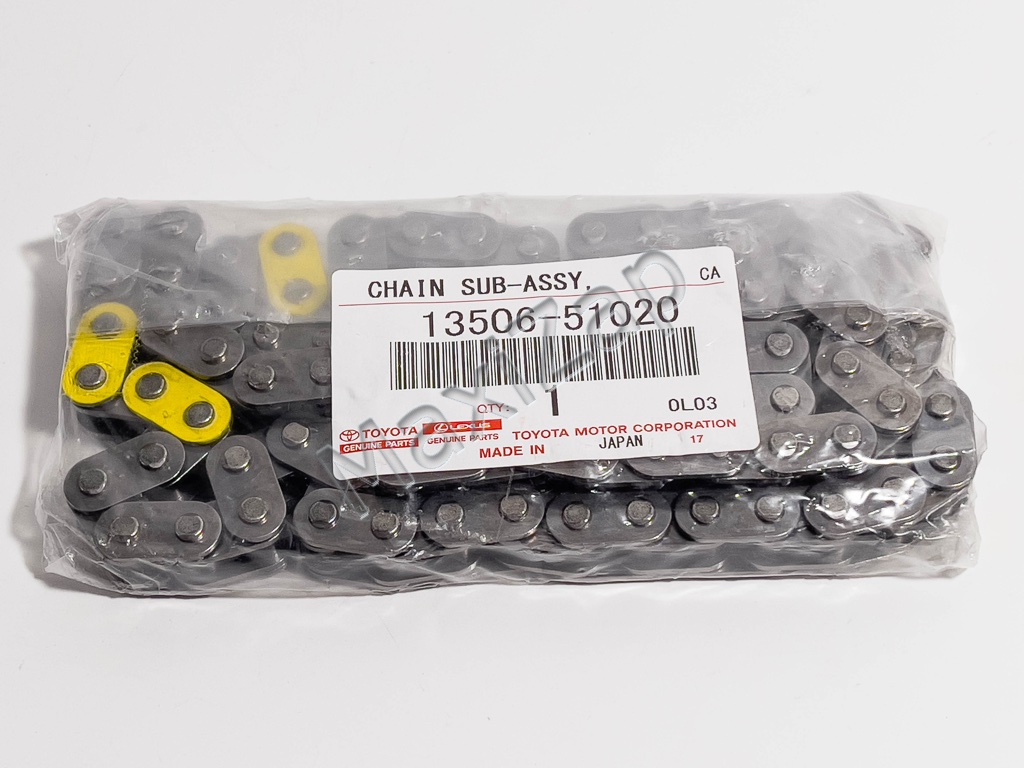 CHAIN SUB-ASSY, CA
13506-51020
QTY: 1 0L03
TOYOTA LEXUS TOYOTA MOTOR CORPORATION
GENUINE PARTS GENUINE PARTS MADE IN JAPAN 17
MaxiZap